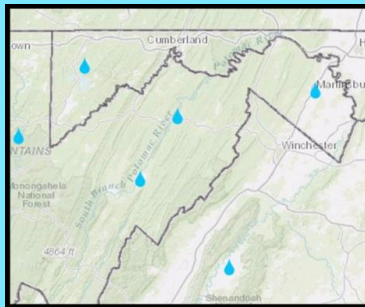 Cumberland
own
Potomac River
H
Martinsbu
NTAINS
Winchester
Monongahela
National
Forest
South Branch Potomac River
4864 ft
Shenandoah